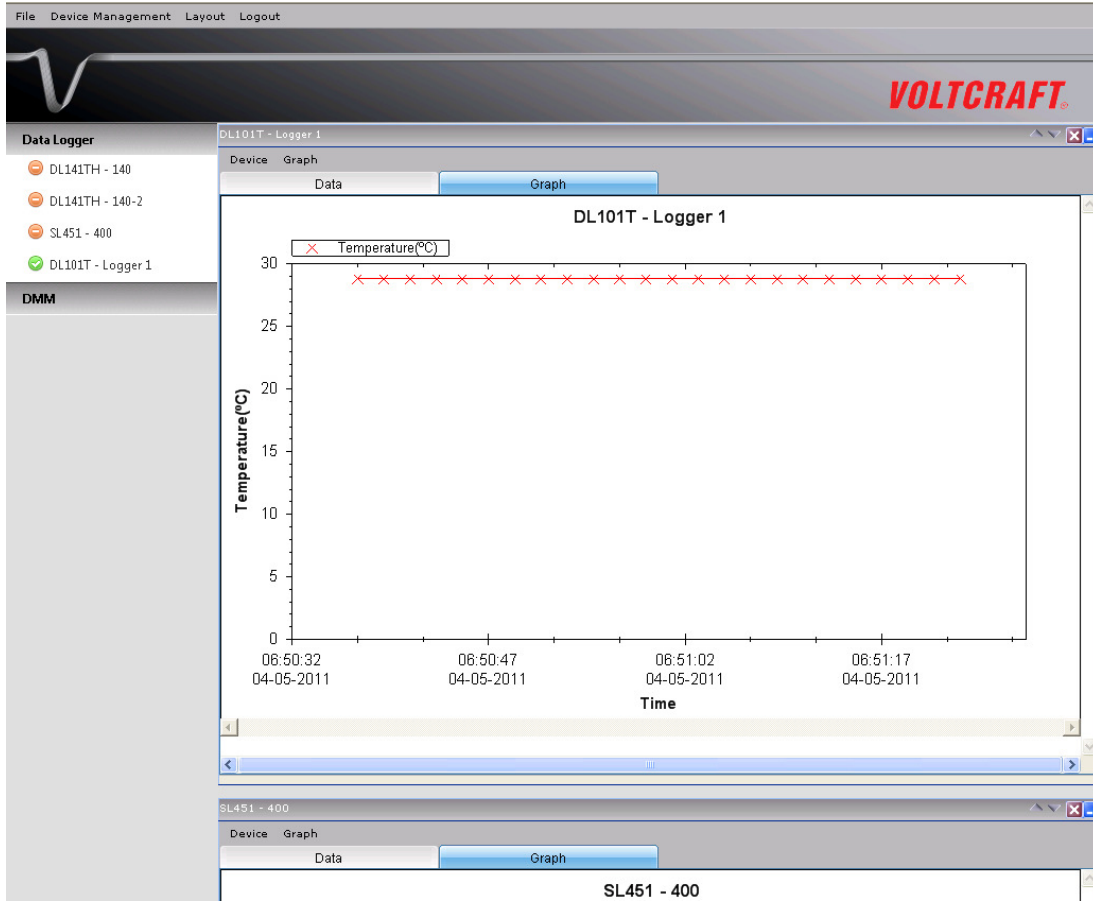 File Device Management Layout Logout
VOLTCRAFT®
Data Logger
DL141TH - 140
DL141TH - 140-2
SL451 - 400
DL101T - Logger 1
DMM
DL101T - Logger 1
Device Graph
Data Graph
DL101T - Logger 1
Temperature(ºC)
30
25
20
15
10
5
0
Temperature(ºC)
06:50:32 06:50:47 06:51:02 06:51:17
04-05-2011 04-05-2011 04-05-2011 04-05-2011
Time
SL451 - 400
Device Graph
Data Graph
SL451 - 400